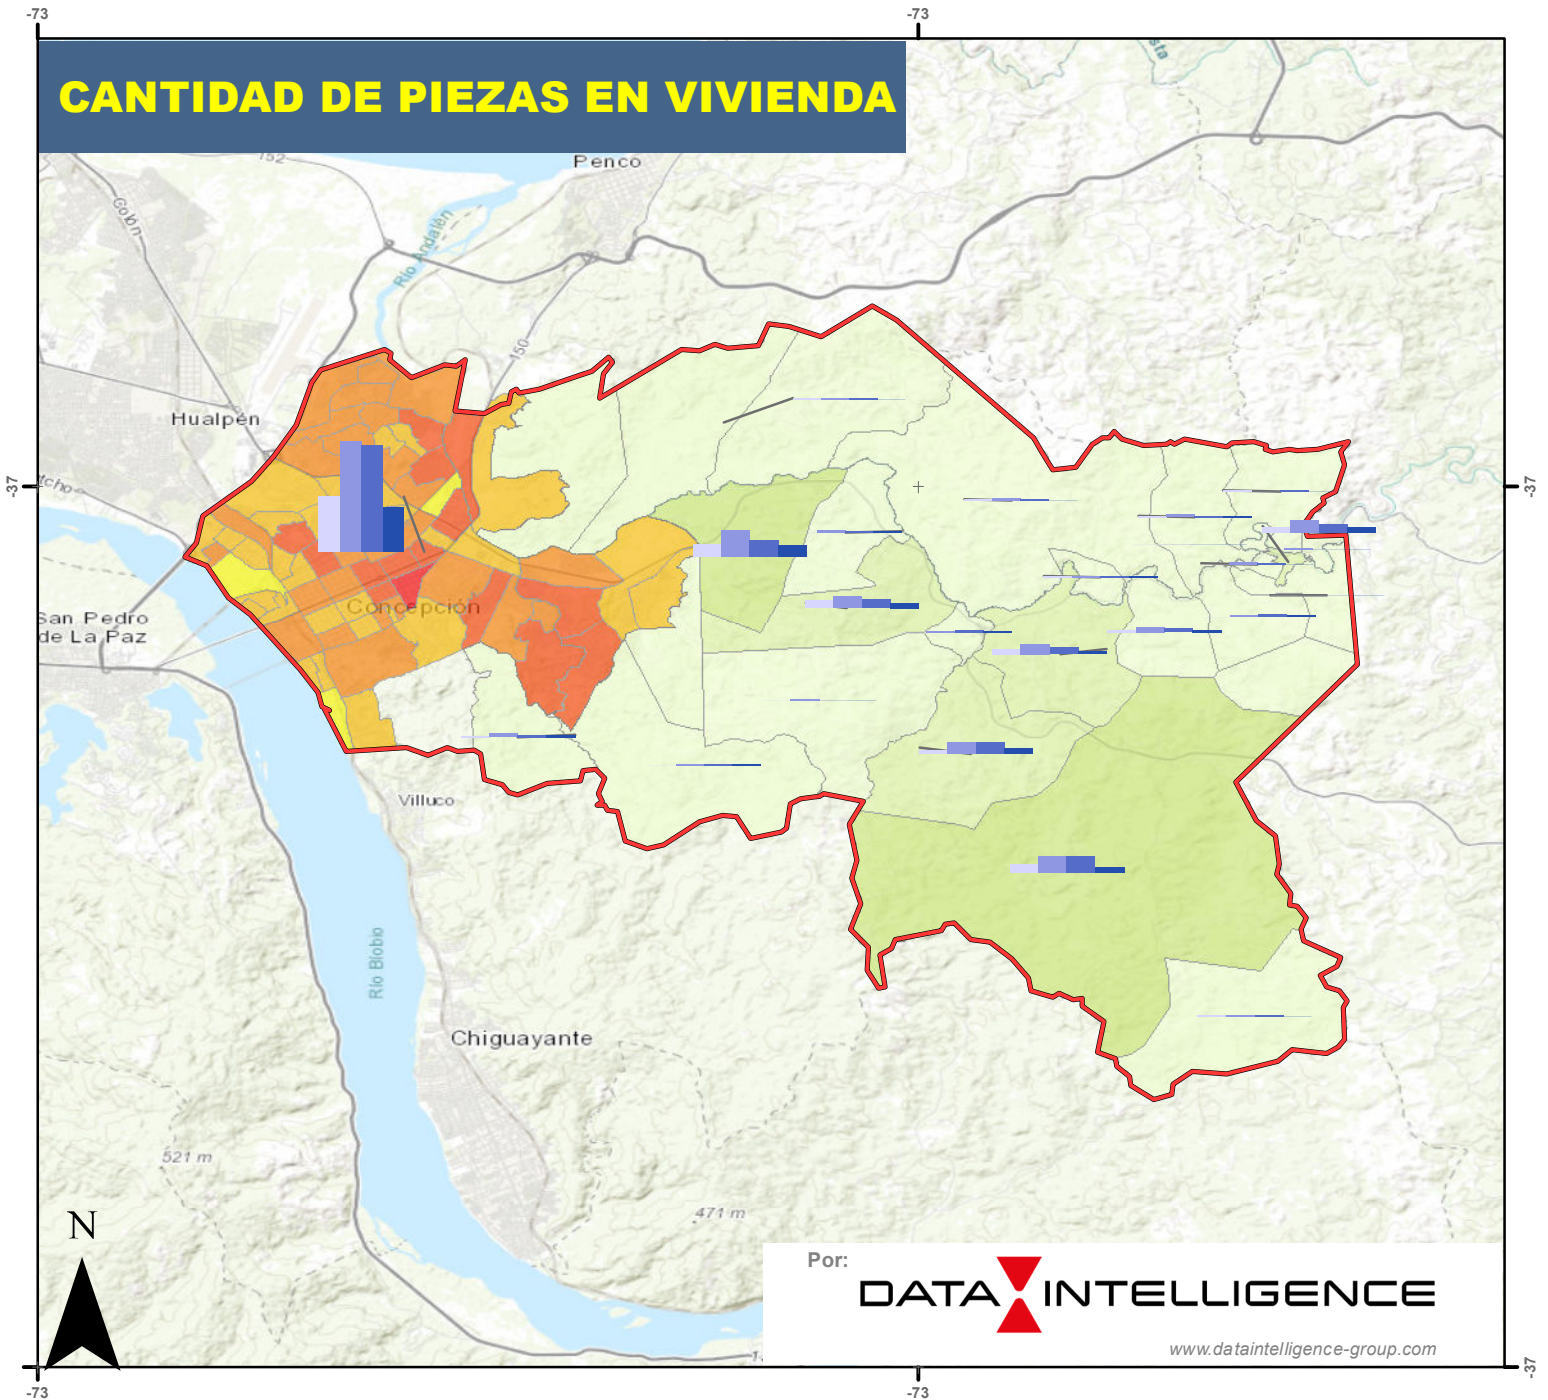 -73
-73
CANTIDAD DE PIEZAS EN VIVIENDA
152
Penco
Colón
Río Andalén
150
Hualpén
-37
-37
Concepción
San Pedro
de La Paz
Villuco
Río Biobío
Chiguayante
521 m
471 m
N
Por:
DATA INTELLIGENCE
www.dataintelligence-group.com
-37
-73
-73